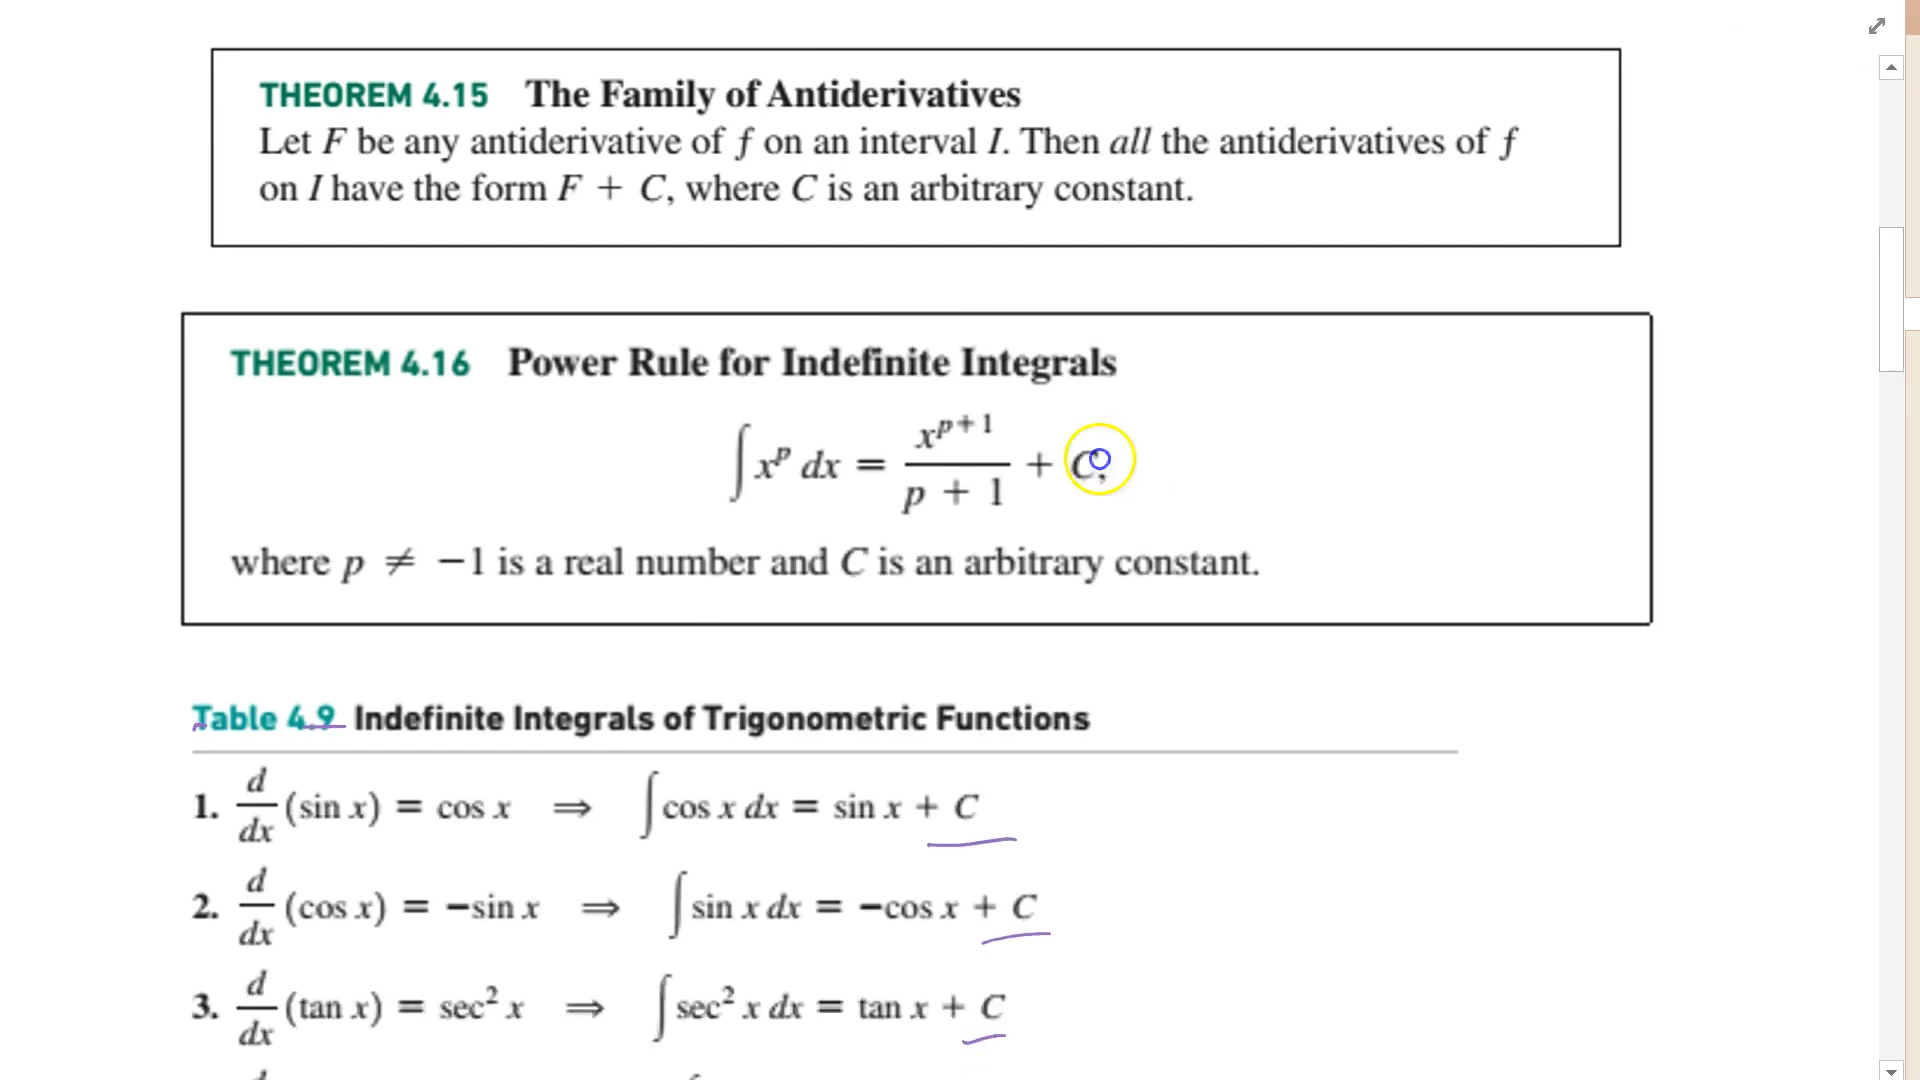 THEOREM 4.15 The Family of Antiderivatives
Let F be any antiderivative of f on an interval I. Then all the antiderivatives of f
on I have the form F + C, where C is an arbitrary constant.
THEOREM 4.16 Power Rule for Indefinite Integrals
∫ x^p dx = x^{p+1} / (p + 1) + C,
where p ≠ −1 is a real number and C is an arbitrary constant.
Table 4.9 Indefinite Integrals of Trigonometric Functions
1. d/dx (sin x) = cos x ⇒ ∫ cos x dx = sin x + C
2. d/dx (cos x) = −sin x ⇒ ∫ sin x dx = −cos x + C
3. d/dx (tan x) = sec² x ⇒ ∫ sec² x dx = tan x + C